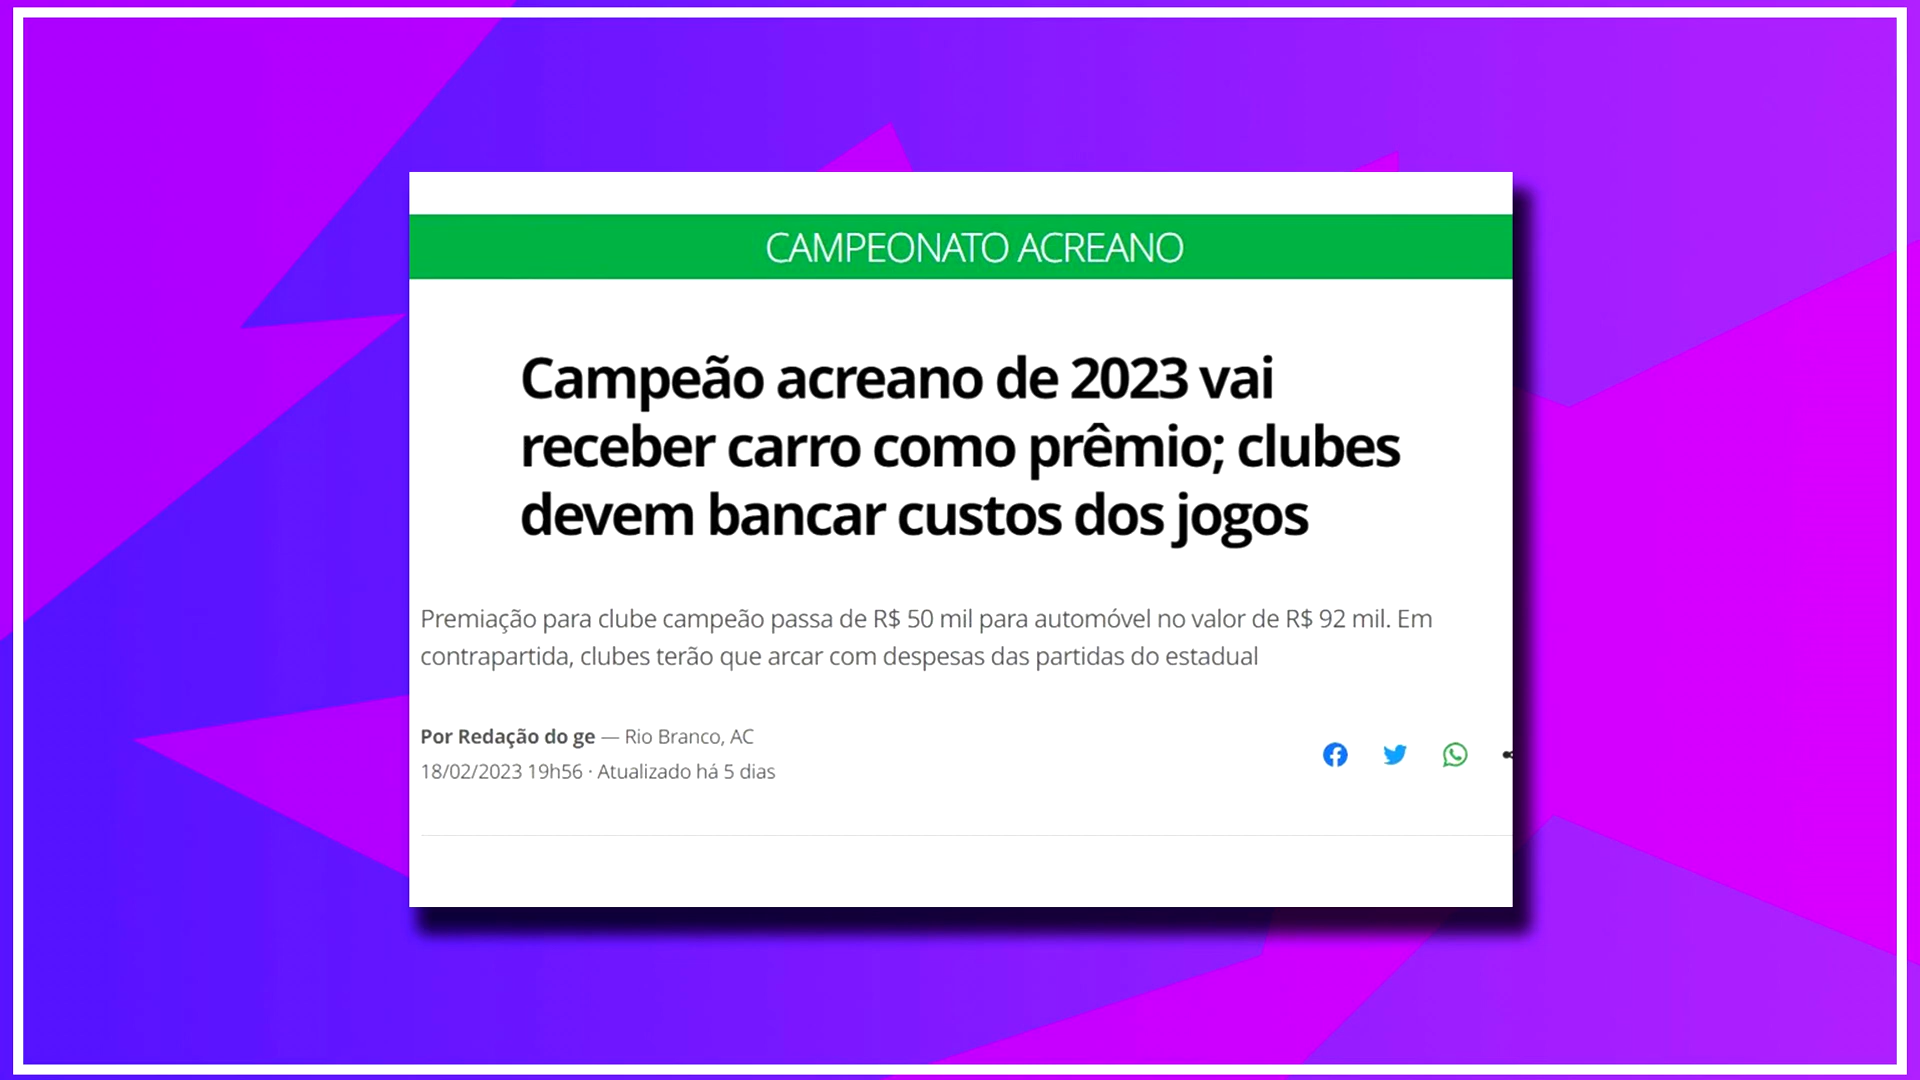 CAMPEONATO ACREANO
Campeão acreano de 2023 vai
receber carro como prêmio; clubes
devem bancar custos dos jogos
Premiação para clube campeão passa de R$ 50 mil para automóvel no valor de R$ 92 mil. Em
contrapartida, clubes terão que arcar com despesas das partidas do estadual
Por Redação do ge — Rio Branco, AC
18/02/2023 19h56 · Atualizado há 5 dias